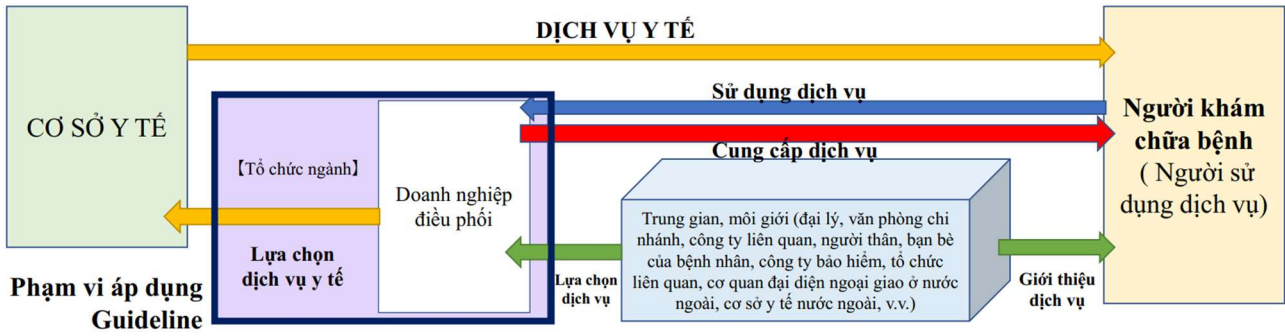 DỊCH VỤ Y TẾ
CƠ SỞ Y TẾ
Sử dụng dịch vụ
Cung cấp dịch vụ
Người khám
chữa bệnh
( Người sử
dụng dịch vụ)
【Tổ chức ngành】
Doanh nghiệp
điều phối
Lựa chọn
dịch vụ y tế
Trung gian, môi giới (đại lý, văn phòng chi
nhánh, công ty liên quan, người thân, bạn bè
của bệnh nhân, công ty bảo hiểm, tổ chức
liên quan, cơ quan đại diện ngoại giao ở nước
ngoài, cơ sở y tế nước ngoài, v.v.)
Lựa chọn
dịch vụ
Giới thiệu
dịch vụ
Phạm vi áp dụng
Guideline